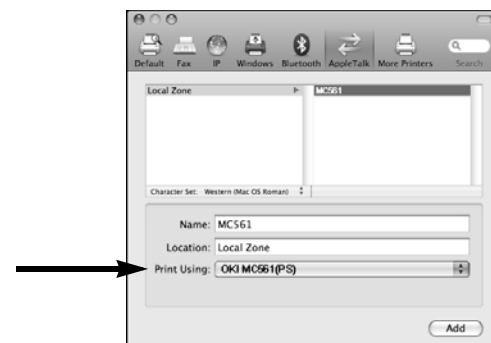 Default Fax IP Windows Bluetooth AppleTalk More Printers Search
Local Zone MC561
Character Set: Western (Mac OS Roman)
Name: MC561
Location: Local Zone
Print Using: OKI MC561(PS)
Add